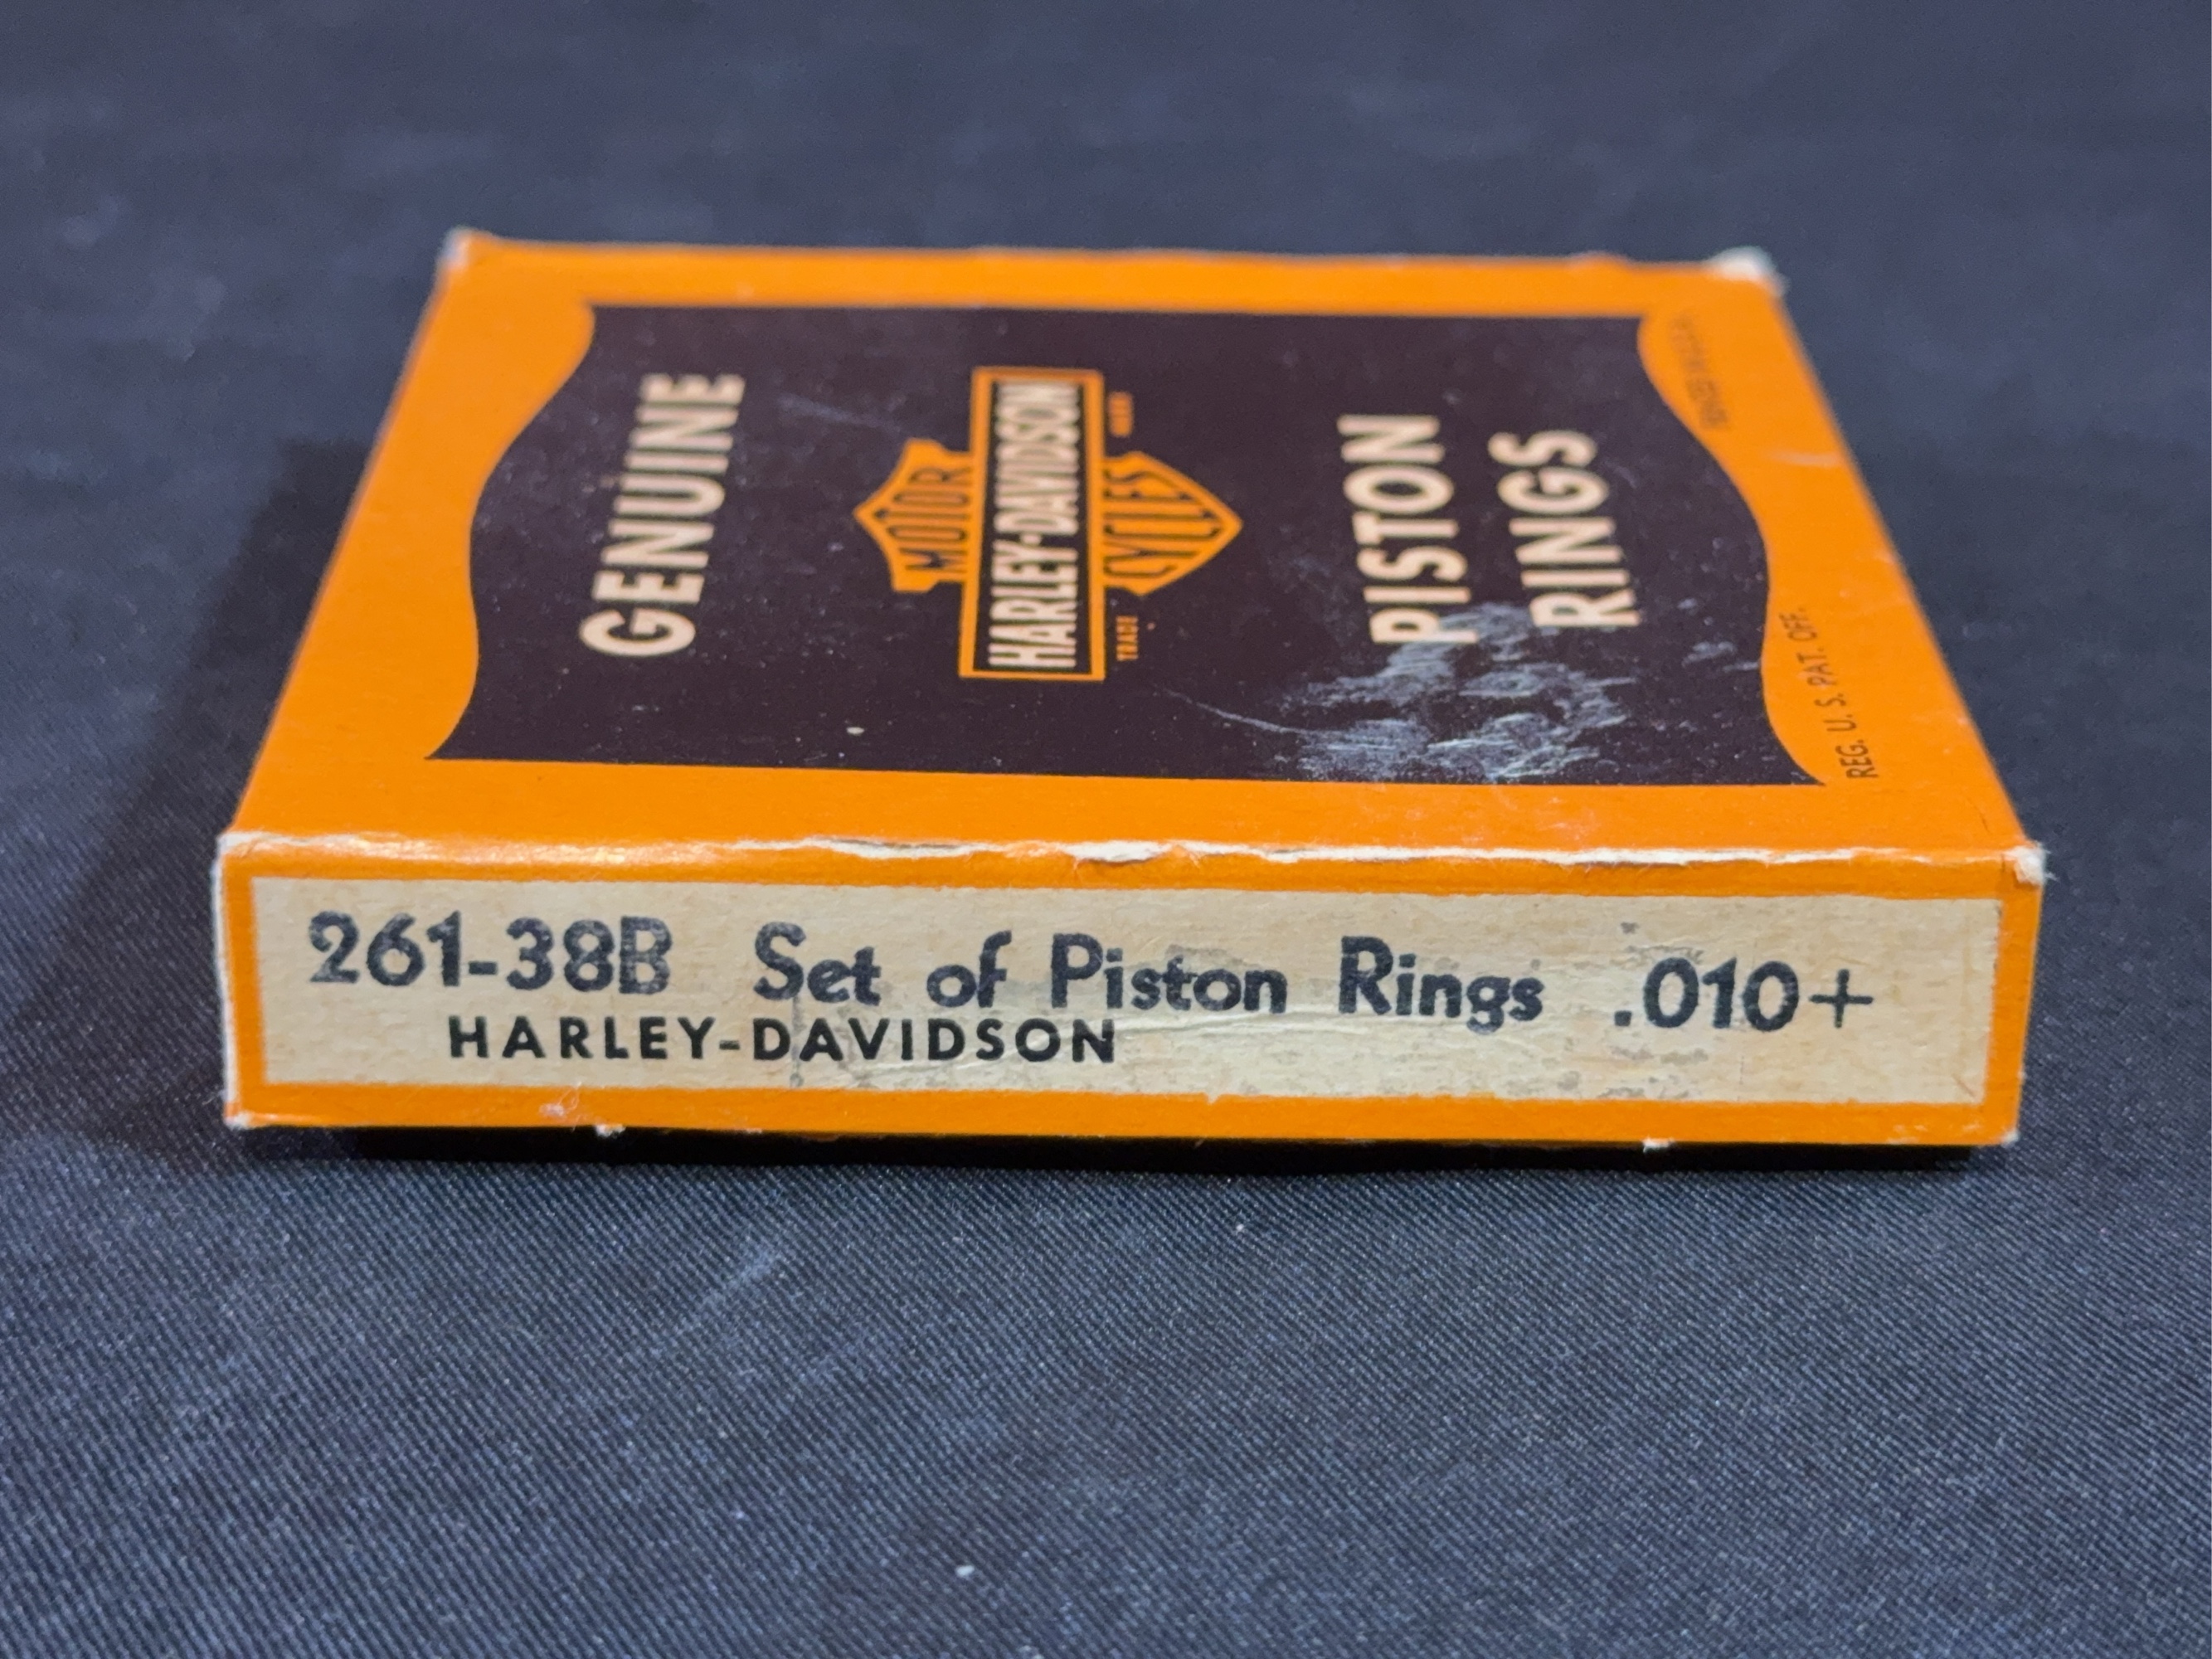 GENUINE
MOTOR
HARLEY-DAVIDSON
CYCLES
TRADE MARK
PISTON
RINGS
REG. U. S. PAT. OFF.
261-38B Set of Piston Rings .010+
HARLEY-DAVIDSON